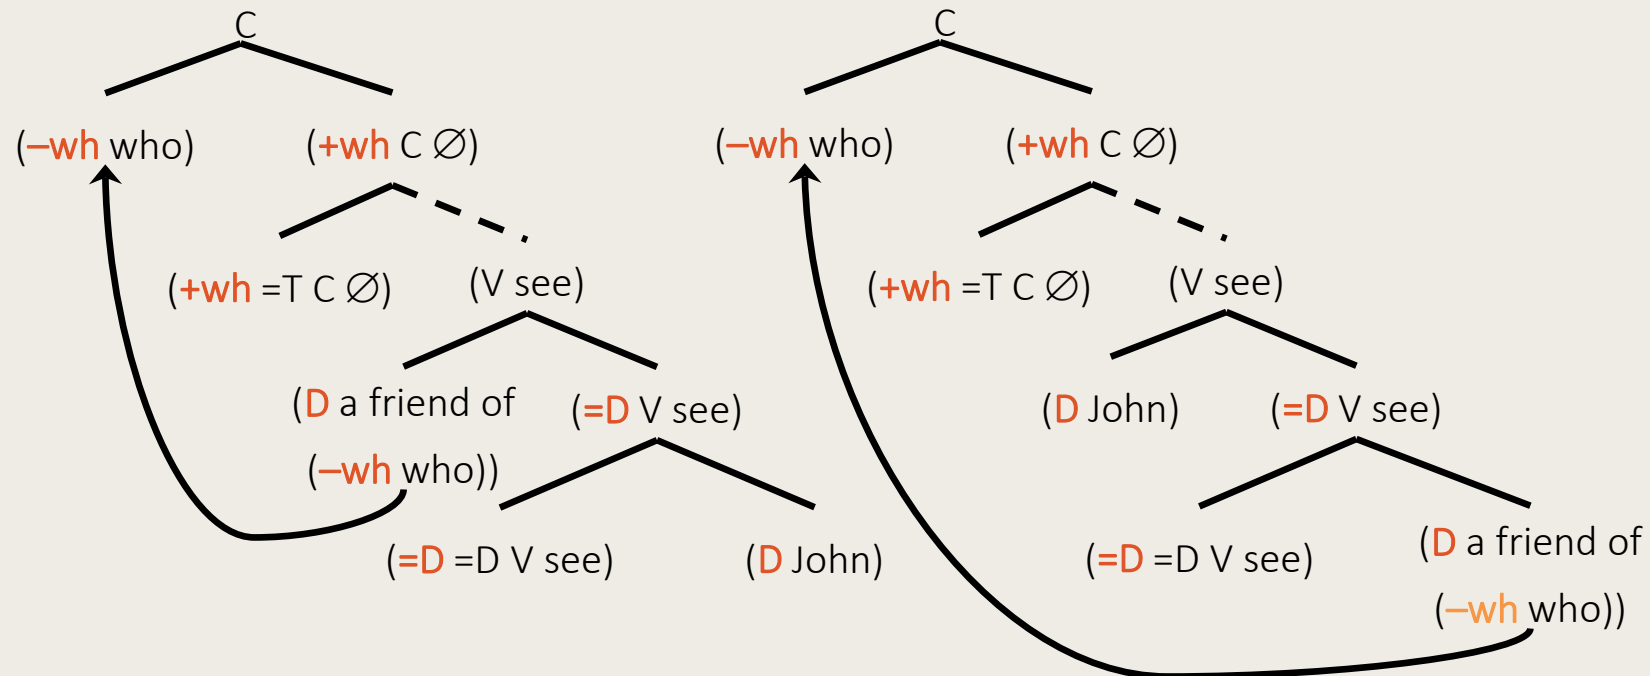 C
(–wh who)
(+wh C ∅)
(+wh =T C ∅)
(V see)
(D a friend of
(–wh who))
(=D V see)
(=D =D V see)
(D John)
C
(–wh who)
(+wh C ∅)
(+wh =T C ∅)
(V see)
(D John)
(=D V see)
(=D =D V see)
(D a friend of
(–wh who))